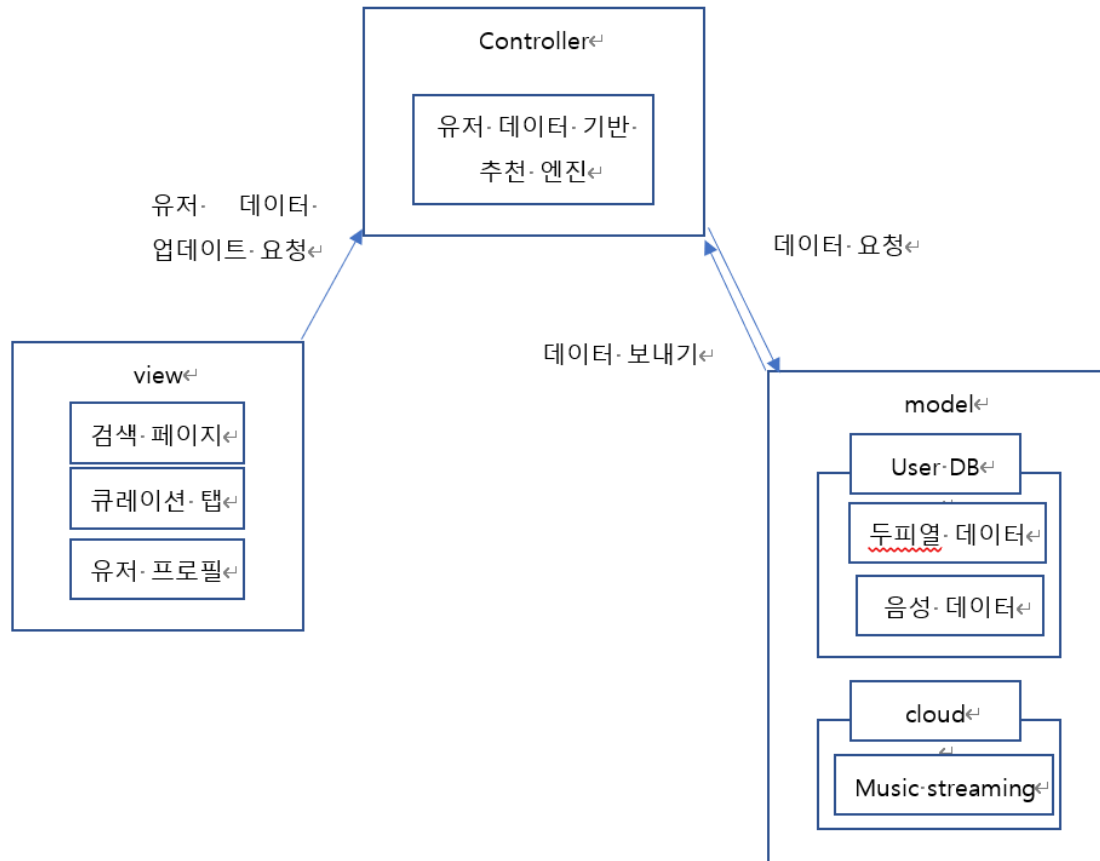 Controller
유저 데이터 기반
추천 엔진
유저 데이터
업데이트 요청
데이터 요청
데이터 보내기
view
검색 페이지
큐레이션 탭
유저 프로필
model
User DB
두피열 데이터
음성 데이터
cloud
Music streaming